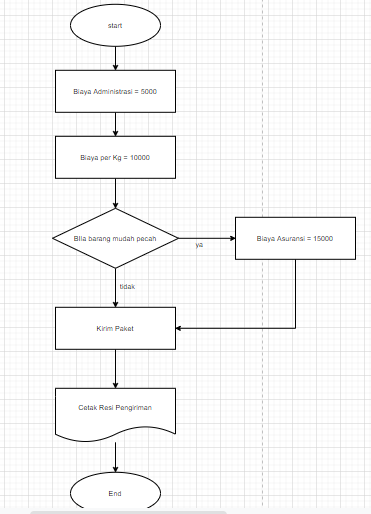 start
Biaya Administrasi = 5000
Biaya per Kg = 10000
BIla barang mudah pecah
ya
Biaya Asuransi = 15000
tidak
Kirim Paket
Cetak Resi Pengiriman
End